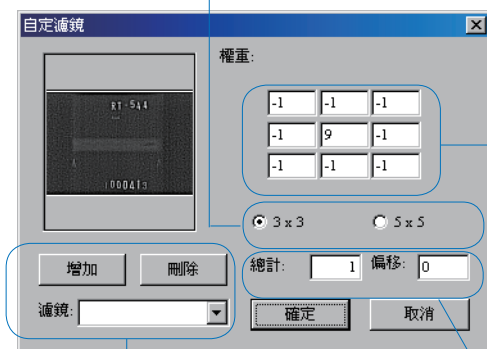 自定濾鏡
權重:
RT-544
1000413
-1 -1 -1
-1 9 -1
-1 -1 -1
3 x 3 5 x 5
增加 刪除
總計: 1 偏移: 0
濾鏡:
確定 取消